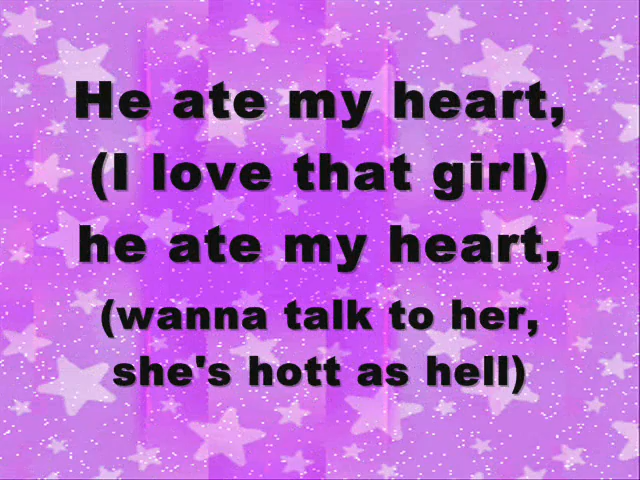 He ate my heart,
(I love that girl)
he ate my heart,
(wanna talk to her,
she's hott as hell)